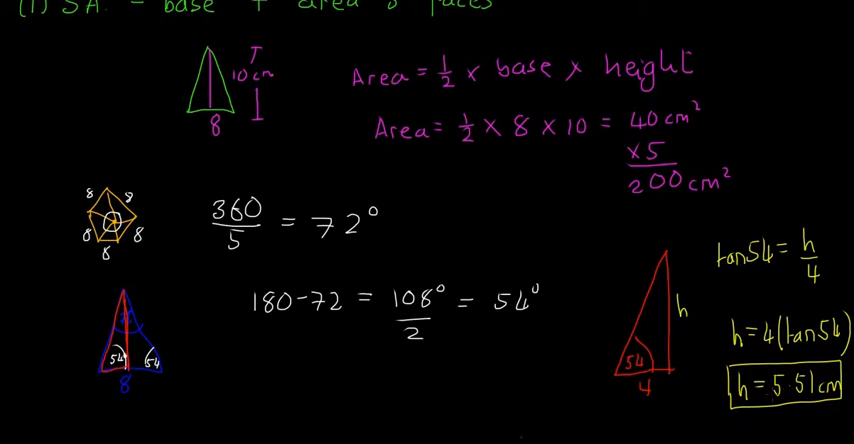 (1) SA = base + area of faces
10cm
8
Area = 1/2 × base × height
Area = 1/2 × 8 × 10 = 40cm²
×5
200cm²
8 8
8 8
8
360/5 = 72°
180-72 = 108°/2 = 54°
54 54
8
h
54
4
tan54 = h/4
h = 4(tan54)
h = 5.51cm